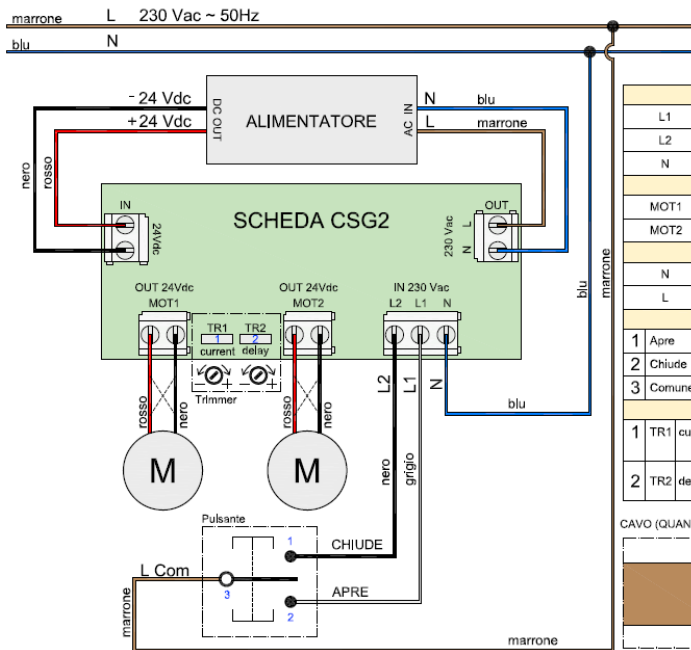 marrone L 230 Vac ~ 50Hz
blu N
- 24 Vdc
+ 24 Vdc
DC OUT
ALIMENTATORE
AC IN
N blu
L marrone
nero
rosso
IN
24Vdc
SCHEDA CSG2
OUT
230 Vac
L
N
OUT 24Vdc
MOT1
TR1
1
current
TR2
2
delay
OUT 24Vdc
MOT2
IN 230 Vac
L2 L1 N
- +
- +
Trimmer
rosso
nero
M
rosso
nero
M
L2
L1
N
blu
nero
grigio
blu
marrone
Pulsante
1
CHIUDE
L Com
3
APRE
2
marrone
marrone
L1
L2
N
MOT1
MOT2
N
L
1 Apre
2 Chiude
3 Comune
1 TR1 cu
2 TR2 de
CAVO (QUAN